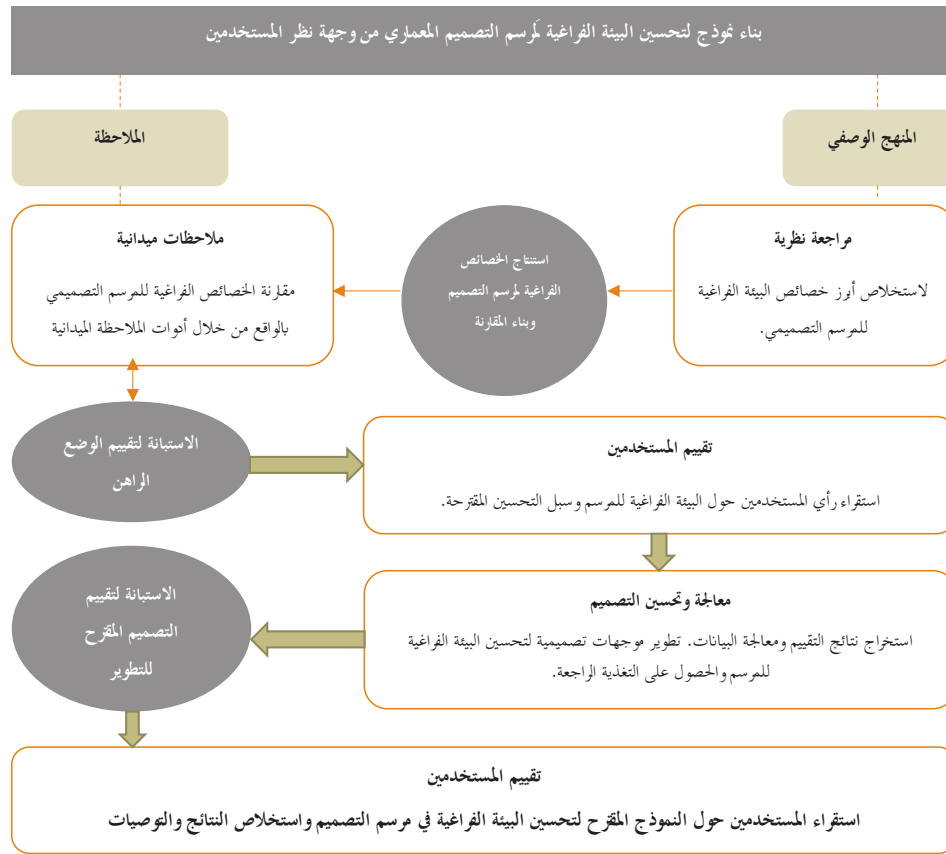 بناء نموذج لتحسين البيئة الفراغية لمَرسم التصميم المعماري من وجهة نظر المستخدمين
المنهج الوصفي
الملاحظة
مراجعة نظرية
لاستخلاص أبرز خصائص البيئة الفراغية
للمرسم التصميمي.
استنتاج الخصائص
الفراغية لمرسم التصميم
وبناء المقارنة
ملاحظات ميدانية
مقارنة الخصائص الفراغية للمرسم التصميمي
بالواقع من خلال أدوات الملاحظة الميدانية
الاستبانة لتقييم الوضع
الراهن
تقييم المستخدمين
استقراء رأي المستخدمين حول البيئة الفراغية للمرسم وسبل التحسين المقترحة.
معالجة وتحسين التصميم
استخراج نتائج التقييم ومعالجة البيانات. تطوير موجهات تصميمية لتحسين البيئة الفراغية
للمرسم والحصول على التغذية الراجعة.
الاستبانة لتقييم
التصميم المقترح
للتطوير
تقييم المستخدمين
استقراء المستخدمين حول النموذج المقترح لتحسين البيئة الفراغية في مرسم التصميم واستخلاص النتائج والتوصيات